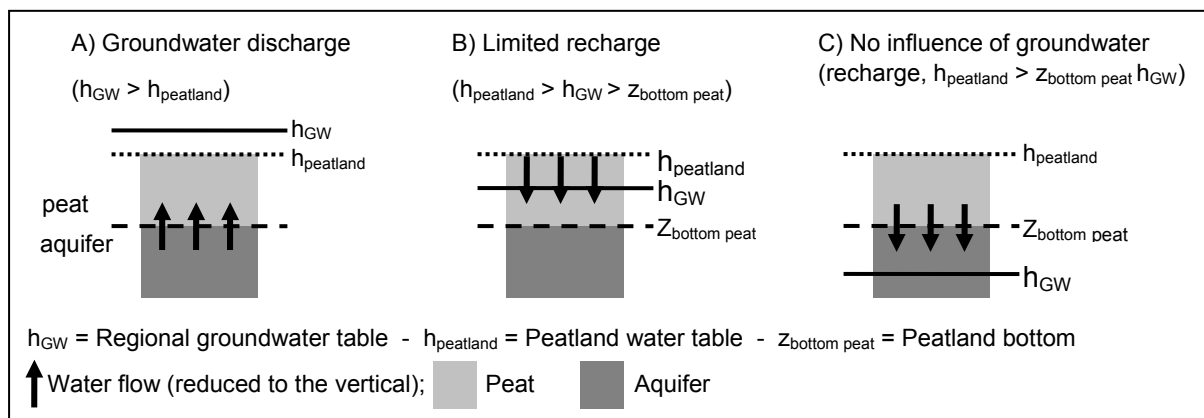 A) Groundwater discharge
(hGW > hpeatland)
hGW
hpeatland
peat
aquifer
B) Limited recharge
(hpeatland > hGW > zbottom peat)
hpeatland
hGW
zbottom peat
C) No influence of groundwater
(recharge, hpeatland > zbottom peat hGW)
hpeatland
zbottom peat
hGW
hGW = Regional groundwater table - hpeatland = Peatland water table - zbottom peat = Peatland bottom
Water flow (reduced to the vertical); Peat Aquifer